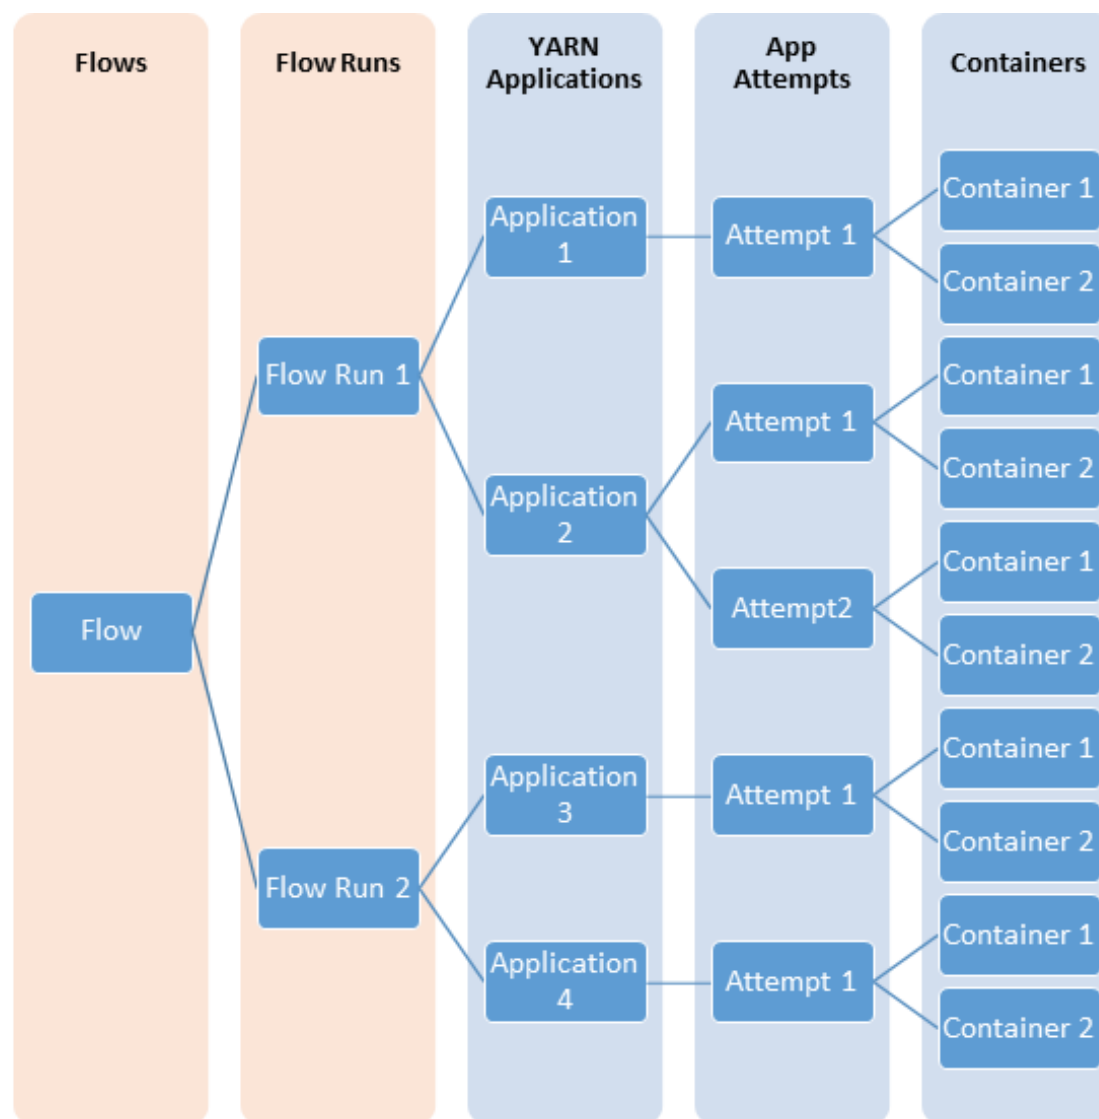 Flows
Flow Runs
YARN
Applications
App
Attempts
Containers
Flow
Flow Run 1
Flow Run 2
Application
1
Application
2
Application
3
Application
4
Attempt 1
Attempt 1
Attempt2
Attempt 1
Attempt 1
Container 1
Container 2
Container 1
Container 2
Container 1
Container 2
Container 1
Container 2
Container 1
Container 2